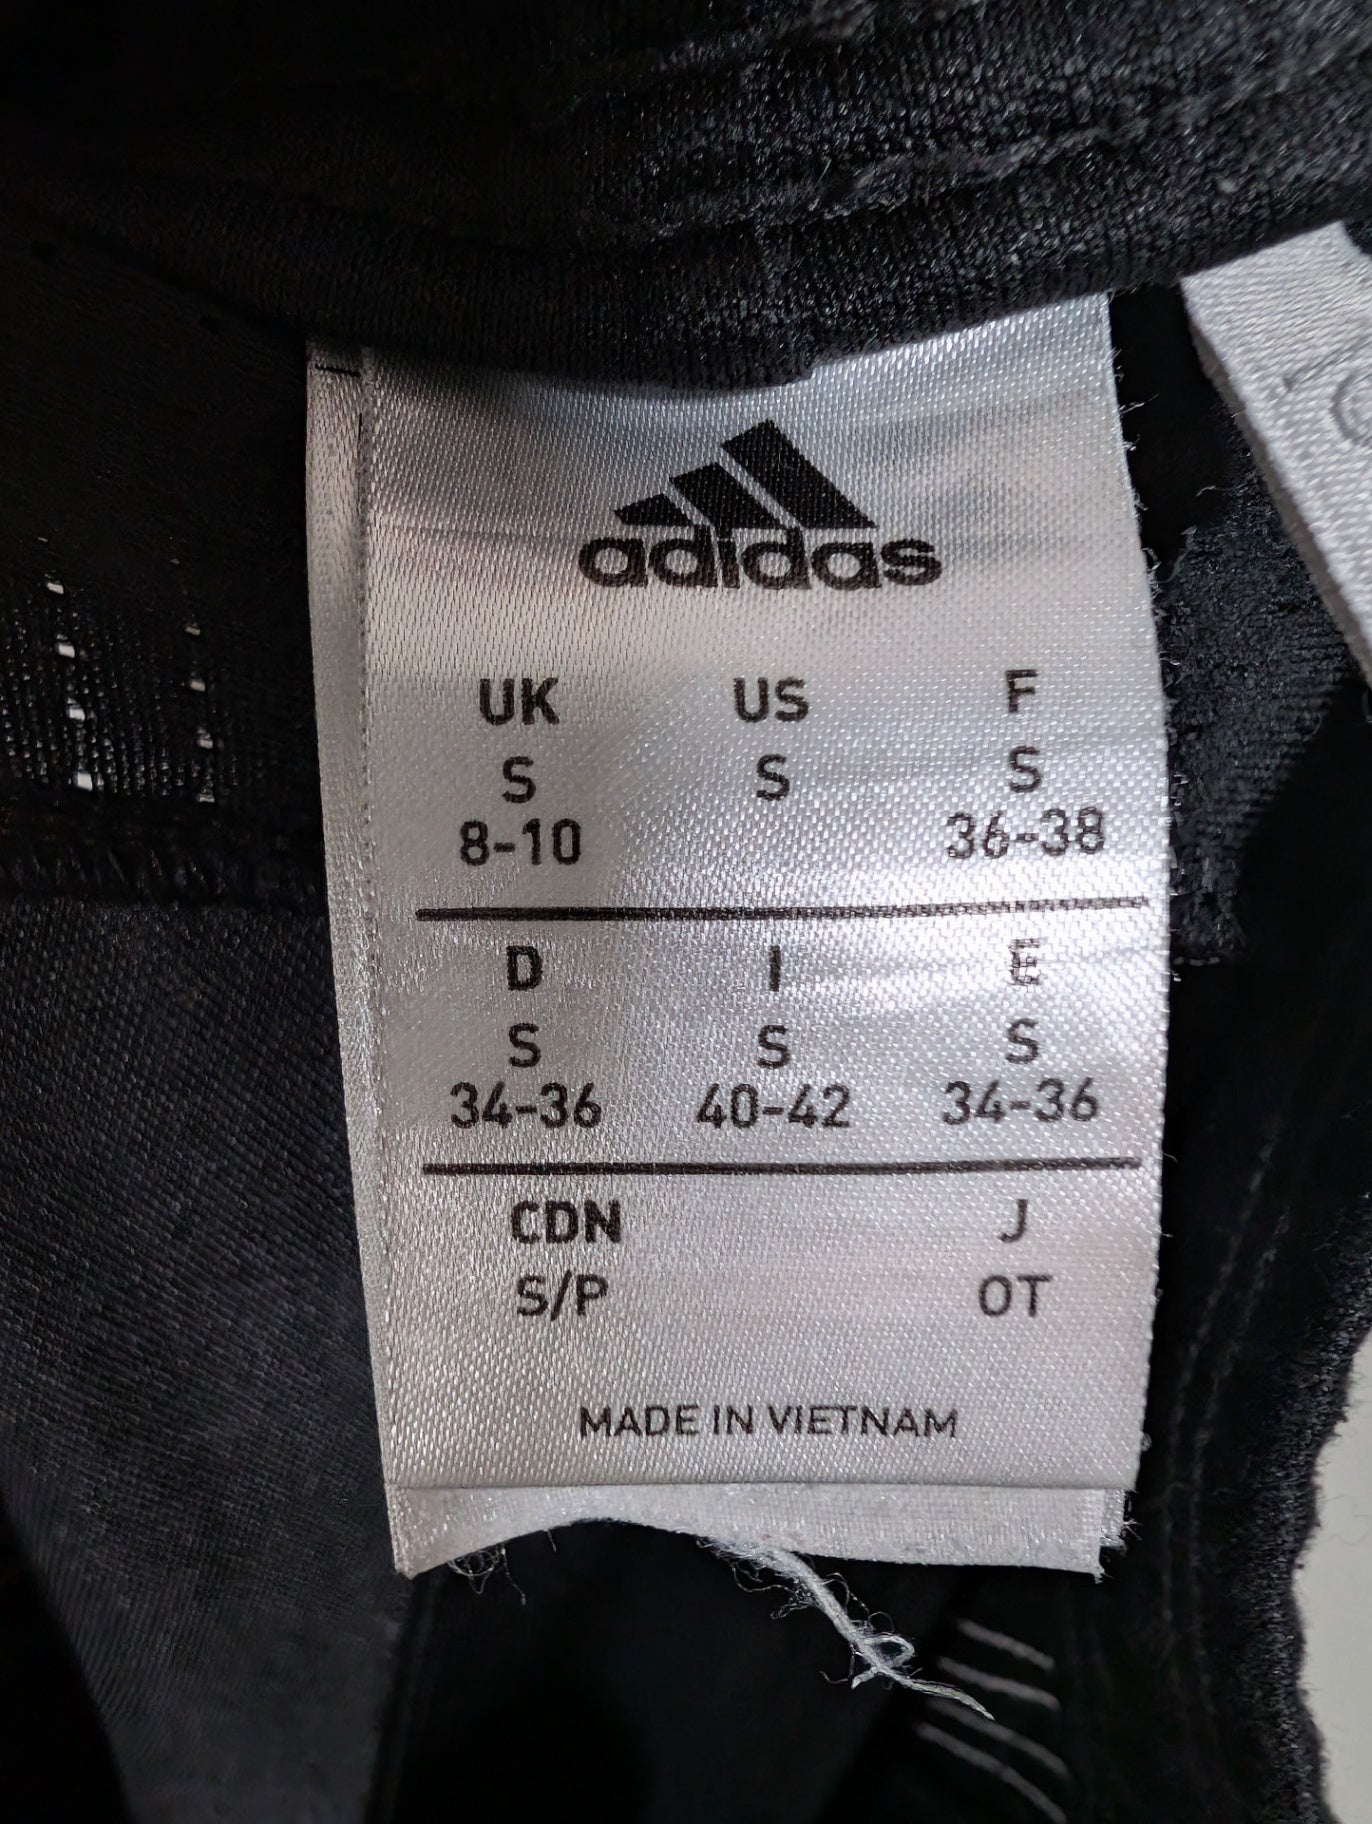 adidas
UK US F
S S S
8-10 36-38
D I E
S S S
34-36 40-42 34-36
CDN J
S/P OT
MADE IN VIETNAM